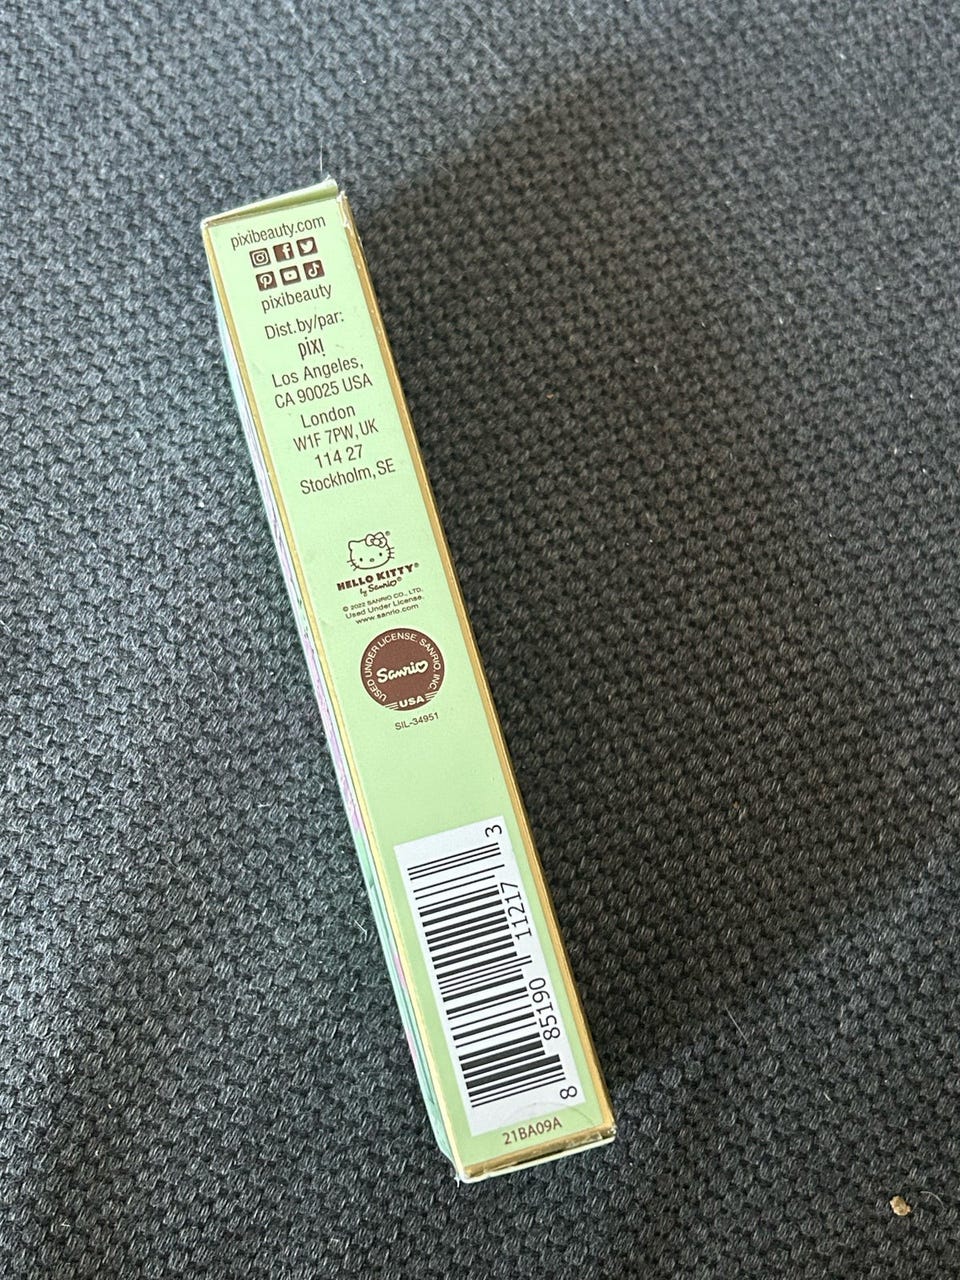 pixibeauty.com
pixibeauty
Dist.by/par:
pixi
Los Angeles,
CA 90025 USA
London
W1F 7PW, UK
114 27
Stockholm, SE
HELLO KITTY®
by Sanrio®
© 2022 SANRIO CO., LTD.
Used Under License.
www.sanrio.com
USED UNDER LICENSE. SANRIO, INC.
Sanrio
USA
SIL-34951
8 85190 11217 3
21BA09A